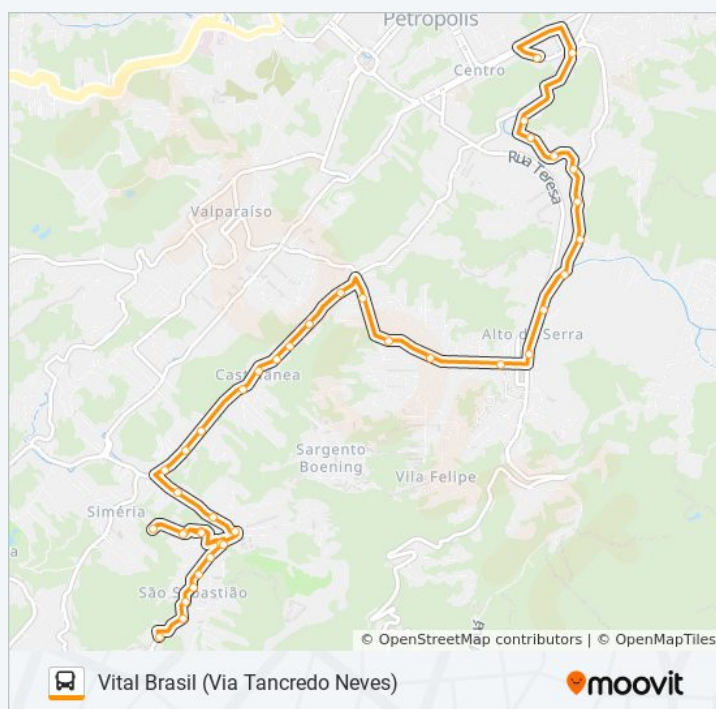 Petrópolis
Centro
Rua Teresa
Valparaíso
Alto da Serra
Castelânea
Sargento
Boening
Vila Felipe
Siméria
São Sebastião
© OpenStreetMap contributors | © OpenMapTiles
Vital Brasil (Via Tancredo Neves)
moovit